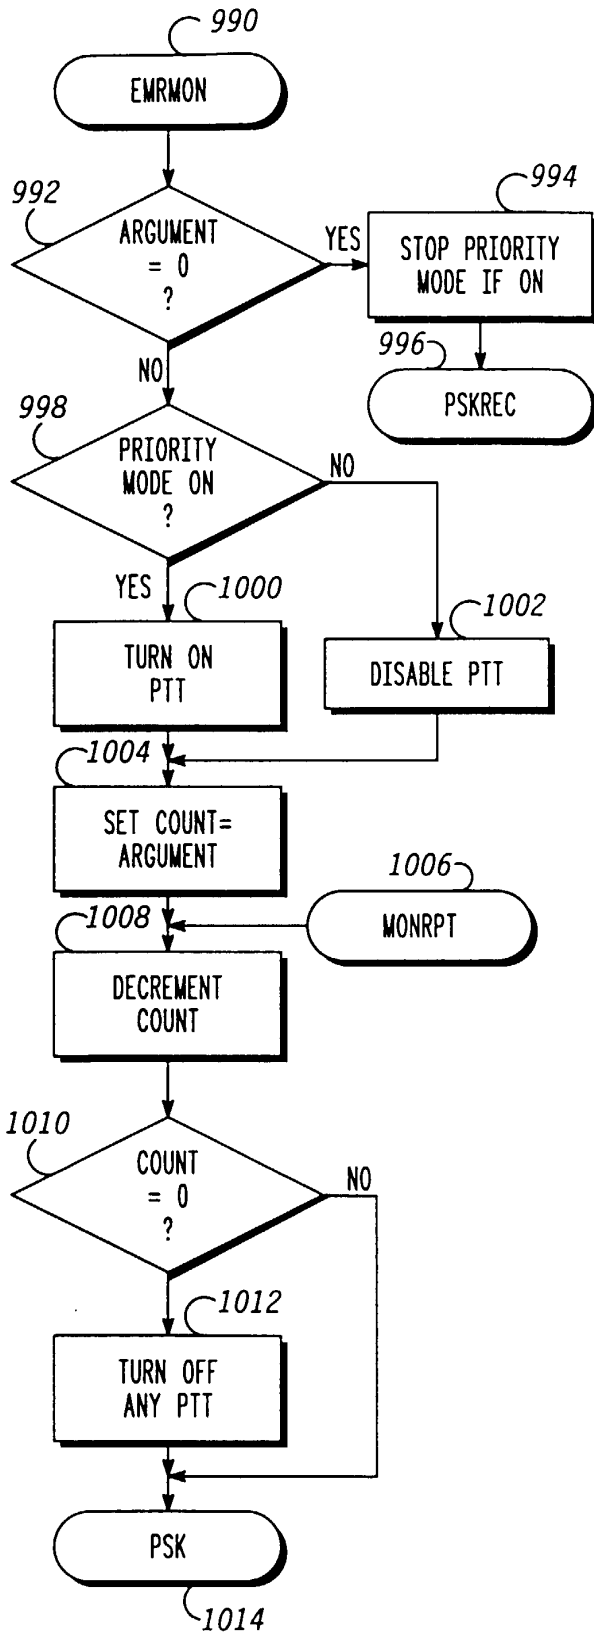 990
EMRMON
992
ARGUMENT
= 0
?
YES
994
STOP PRIORITY
MODE IF ON
996
PSKREC
NO
998
PRIORITY
MODE ON
?
NO
YES
1000
TURN ON
PTT
1002
DISABLE PTT
1004
SET COUNT=
ARGUMENT
1006
MONRPT
1008
DECREMENT
COUNT
1010
COUNT
= 0
?
NO
1012
TURN OFF
ANY PTT
PSK
1014